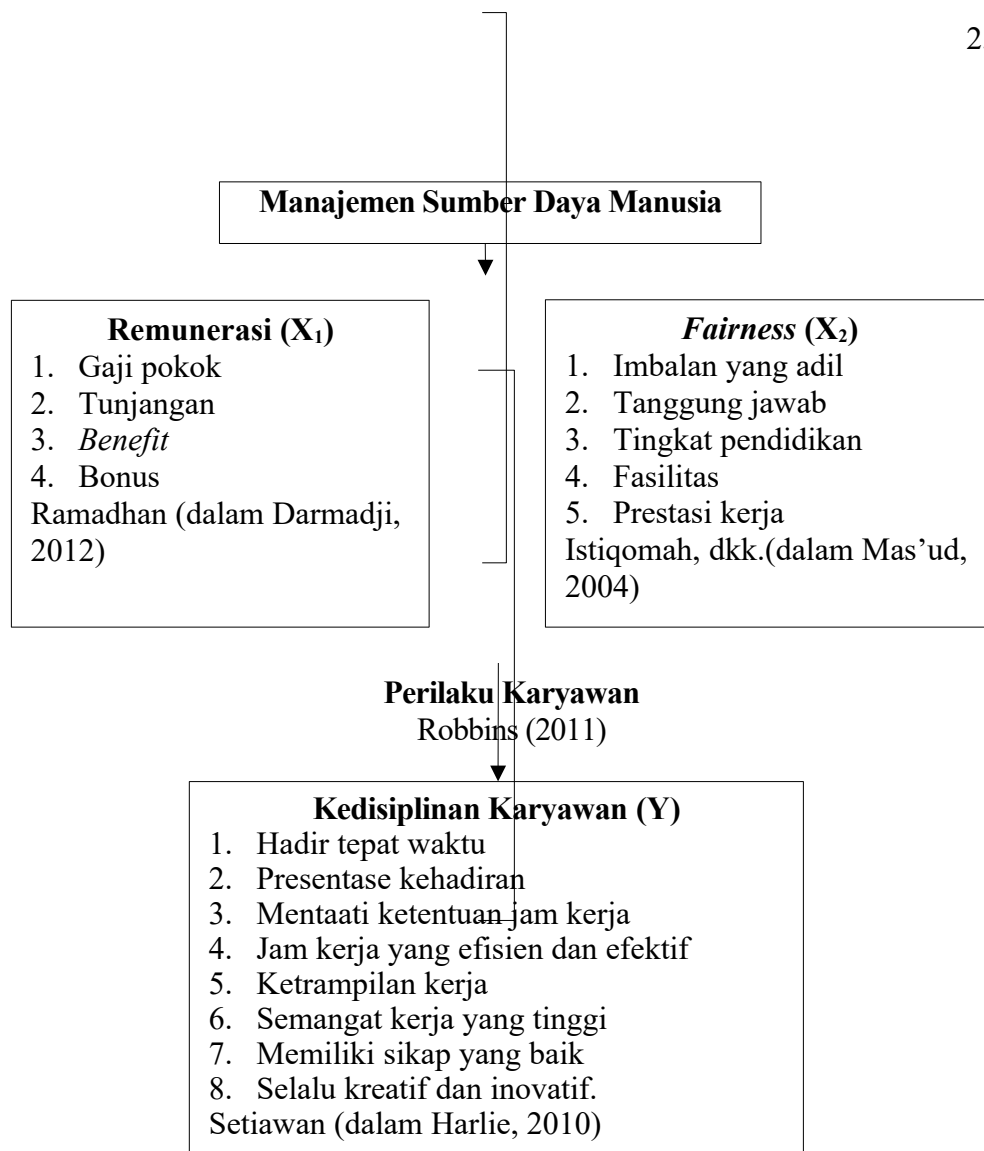 2
Manajemen Sumber Daya Manusia
Remunerasi (X₁)
1. Gaji pokok
2. Tunjangan
3. Benefit
4. Bonus
Ramadhan (dalam Darmadji,
2012)
Fairness (X₂)
1. Imbalan yang adil
2. Tanggung jawab
3. Tingkat pendidikan
4. Fasilitas
5. Prestasi kerja
Istiqomah, dkk.(dalam Mas’ud,
2004)
Perilaku Karyawan
Robbins (2011)
Kedisiplinan Karyawan (Y)
1. Hadir tepat waktu
2. Presentase kehadiran
3. Mentaati ketentuan jam kerja
4. Jam kerja yang efisien dan efektif
5. Ketrampilan kerja
6. Semangat kerja yang tinggi
7. Memiliki sikap yang baik
8. Selalu kreatif dan inovatif.
Setiawan (dalam Harlie, 2010)